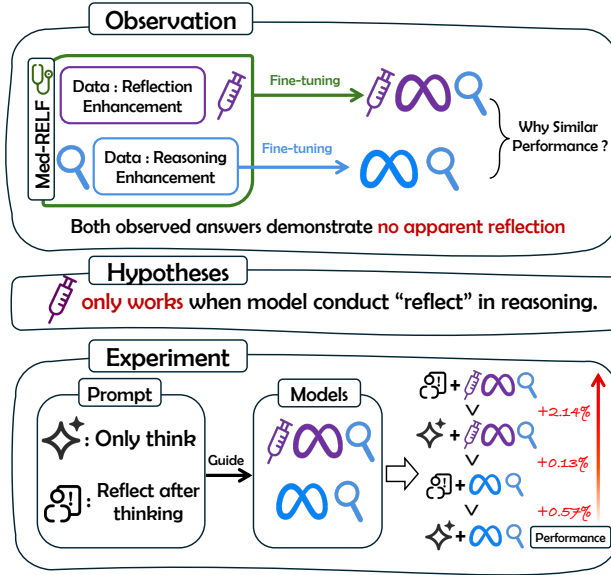 Observation
Med-RELF
Data : Reflection
Enhancement
Fine-tuning
Data : Reasoning
Enhancement
Fine-tuning
Why Similar
Performance ?
Both observed answers demonstrate no apparent reflection
Hypotheses
only works when model conduct “reflect” in reasoning.
Experiment
Prompt
: Only think
: Reflect after
thinking
Guide
Models
+
+2.14%
+
+0.13%
+
+0.57%
+
Performance